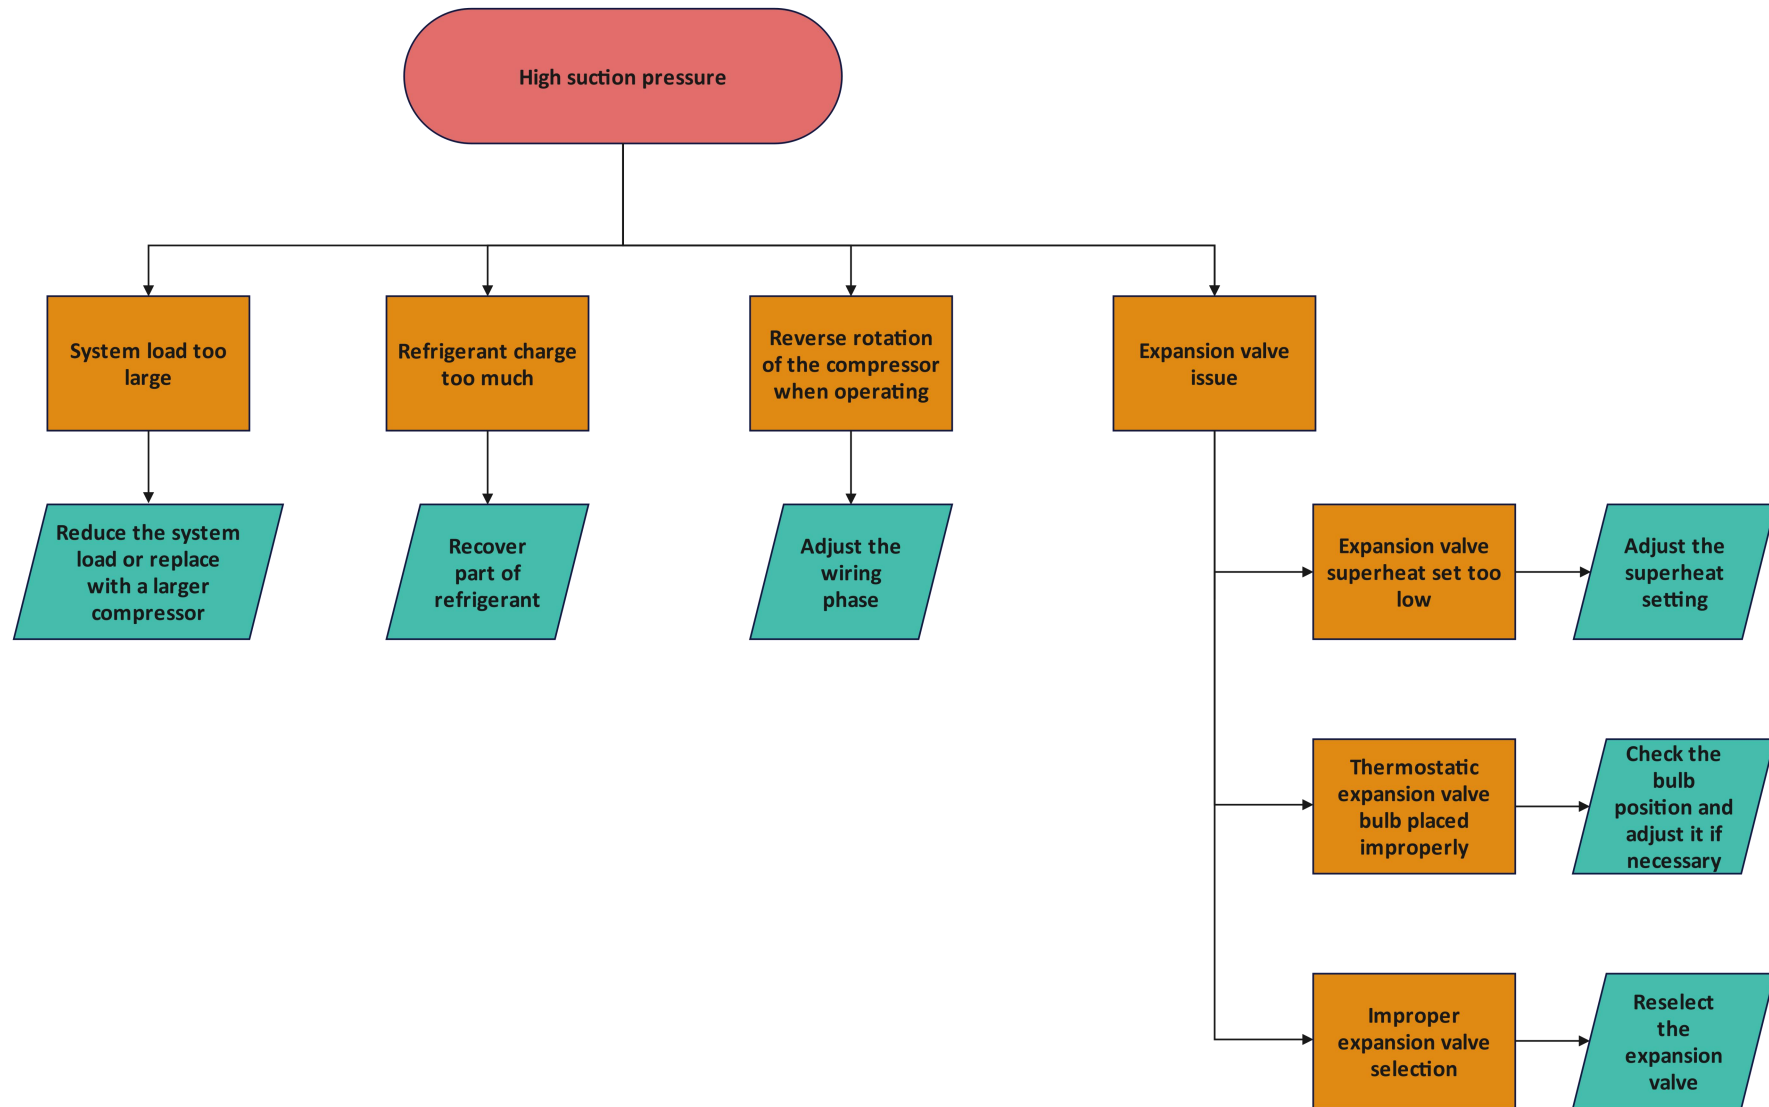 High suction pressure
System load too
large
Refrigerant charge
too much
Reverse rotation
of the compressor
when operating
Expansion valve
issue
Reduce the system
load or replace
with a larger
compressor
Recover
part of
refrigerant
Adjust the
wiring
phase
Expansion valve
superheat set too
low
Adjust the
superheat
setting
Thermostatic
expansion valve
bulb placed
improperly
Check the
bulb
position and
adjust it if
necessary
Improper
expansion valve
selection
Reselect
the
expansion
valve